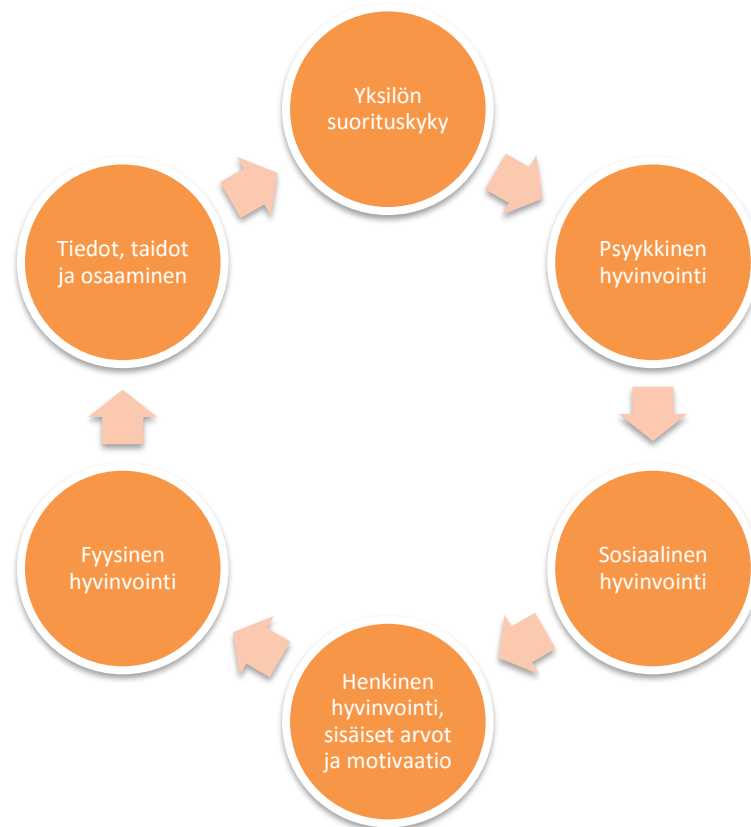 Yksilön
suorituskyky
Psyykkinen
hyvinvointi
Sosiaalinen
hyvinvointi
Henkinen
hyvinvointi,
sisäiset arvot
ja motivaatio
Fyysinen
hyvinvointi
Tiedot, taidot
ja osaaminen